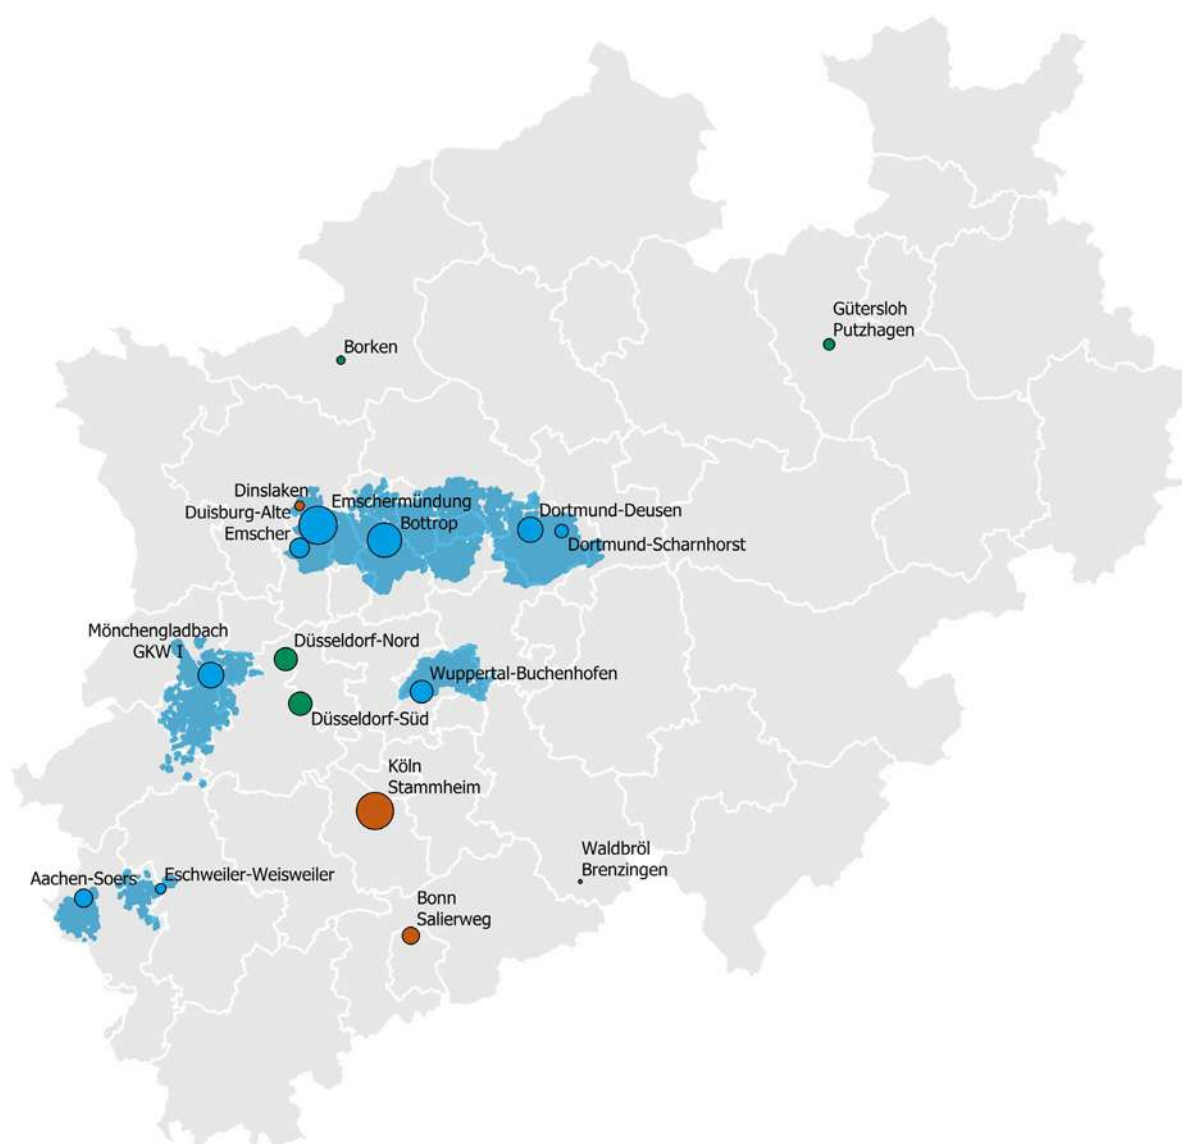 Gütersloh
Putzhagen
Borken
Dinslaken
Duisburg-Alte
Emscher
Emschermündung
Bottrop
Dortmund-Deusen
Dortmund-Scharnhorst
Mönchengladbach
GKW I
Düsseldorf-Nord
Wuppertal-Buchenhofen
Düsseldorf-Süd
Köln
Stammheim
Waldbröl
Brenzingen
Aachen-Soers
Eschweiler-Weisweiler
Bonn
Salierweg